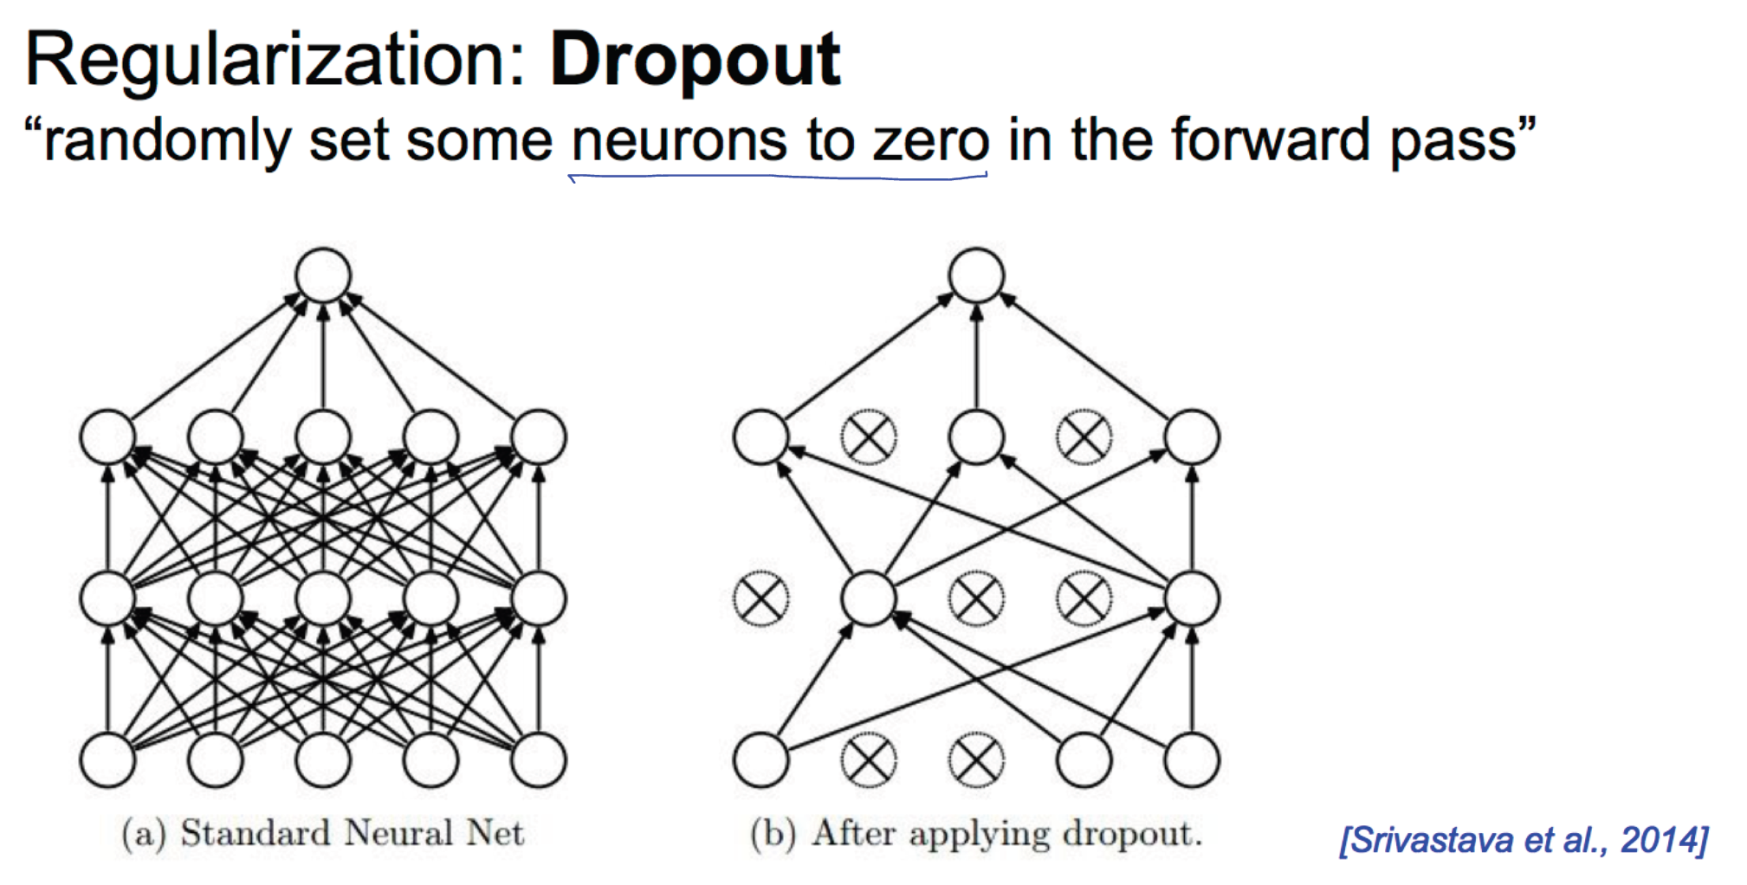 Regularization: Dropout
“randomly set some neurons to zero in the forward pass”
(a) Standard Neural Net
(b) After applying dropout.
[Srivastava et al., 2014]